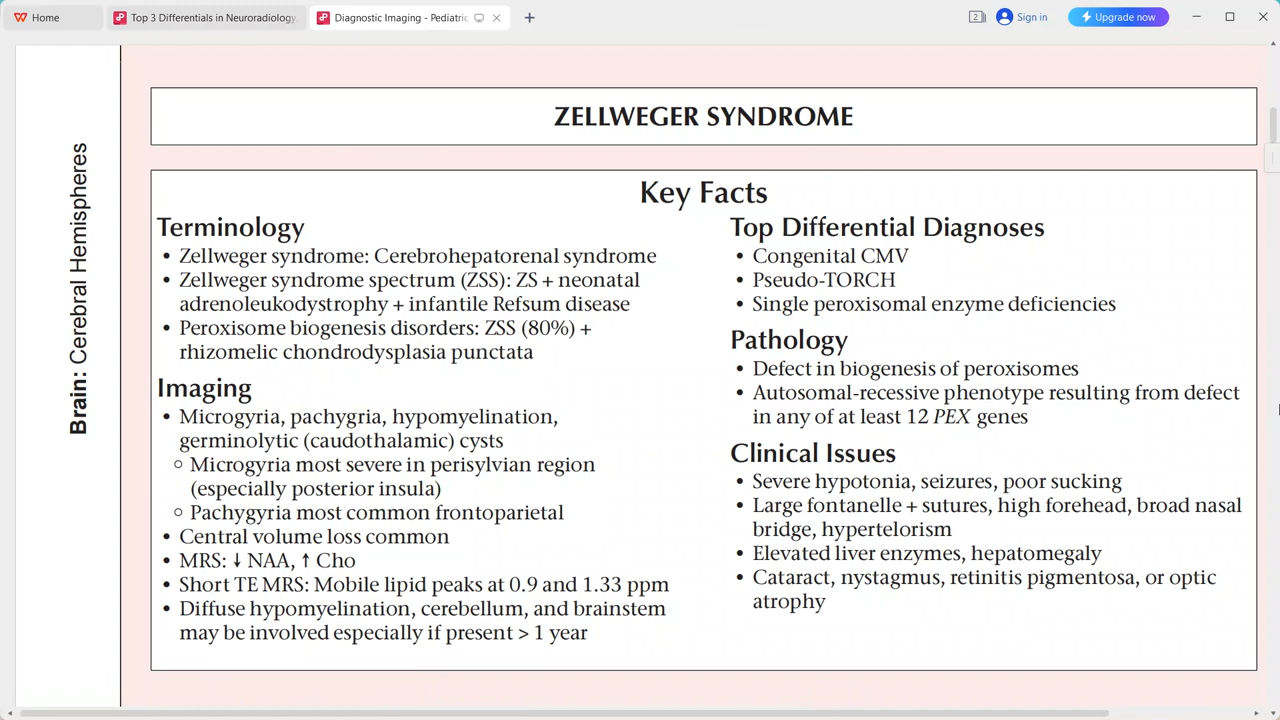 Home
Top 3 Differentials in Neuroradiology.
Diagnostic Imaging - Pediatric
2
Sign in
Upgrade now
Brain: Cerebral Hemispheres
ZELLWEGER SYNDROME
Key Facts
Terminology
• Zellweger syndrome: Cerebrohepatorenal syndrome
• Zellweger syndrome spectrum (ZSS): ZS + neonatal
adrenoleukodystrophy + infantile Refsum disease
• Peroxisome biogenesis disorders: ZSS (80%) +
rhizomelic chondrodysplasia punctata
Imaging
• Microgyria, pachygria, hypomyelination,
germinolytic (caudothalamic) cysts
○ Microgyria most severe in perisylvian region
(especially posterior insula)
○ Pachygyria most common frontoparietal
• Central volume loss common
• MRS: ↓ NAA, ↑ Cho
• Short TE MRS: Mobile lipid peaks at 0.9 and 1.33 ppm
• Diffuse hypomyelination, cerebellum, and brainstem
may be involved especially if present > 1 year
Top Differential Diagnoses
• Congenital CMV
• Pseudo-TORCH
• Single peroxisomal enzyme deficiencies
Pathology
• Defect in biogenesis of peroxisomes
• Autosomal-recessive phenotype resulting from defect
in any of at least 12 PEX genes
Clinical Issues
• Severe hypotonia, seizures, poor sucking
• Large fontanelle + sutures, high forehead, broad nasal
bridge, hypertelorism
• Elevated liver enzymes, hepatomegaly
• Cataract, nystagmus, retinitis pigmentosa, or optic
atrophy